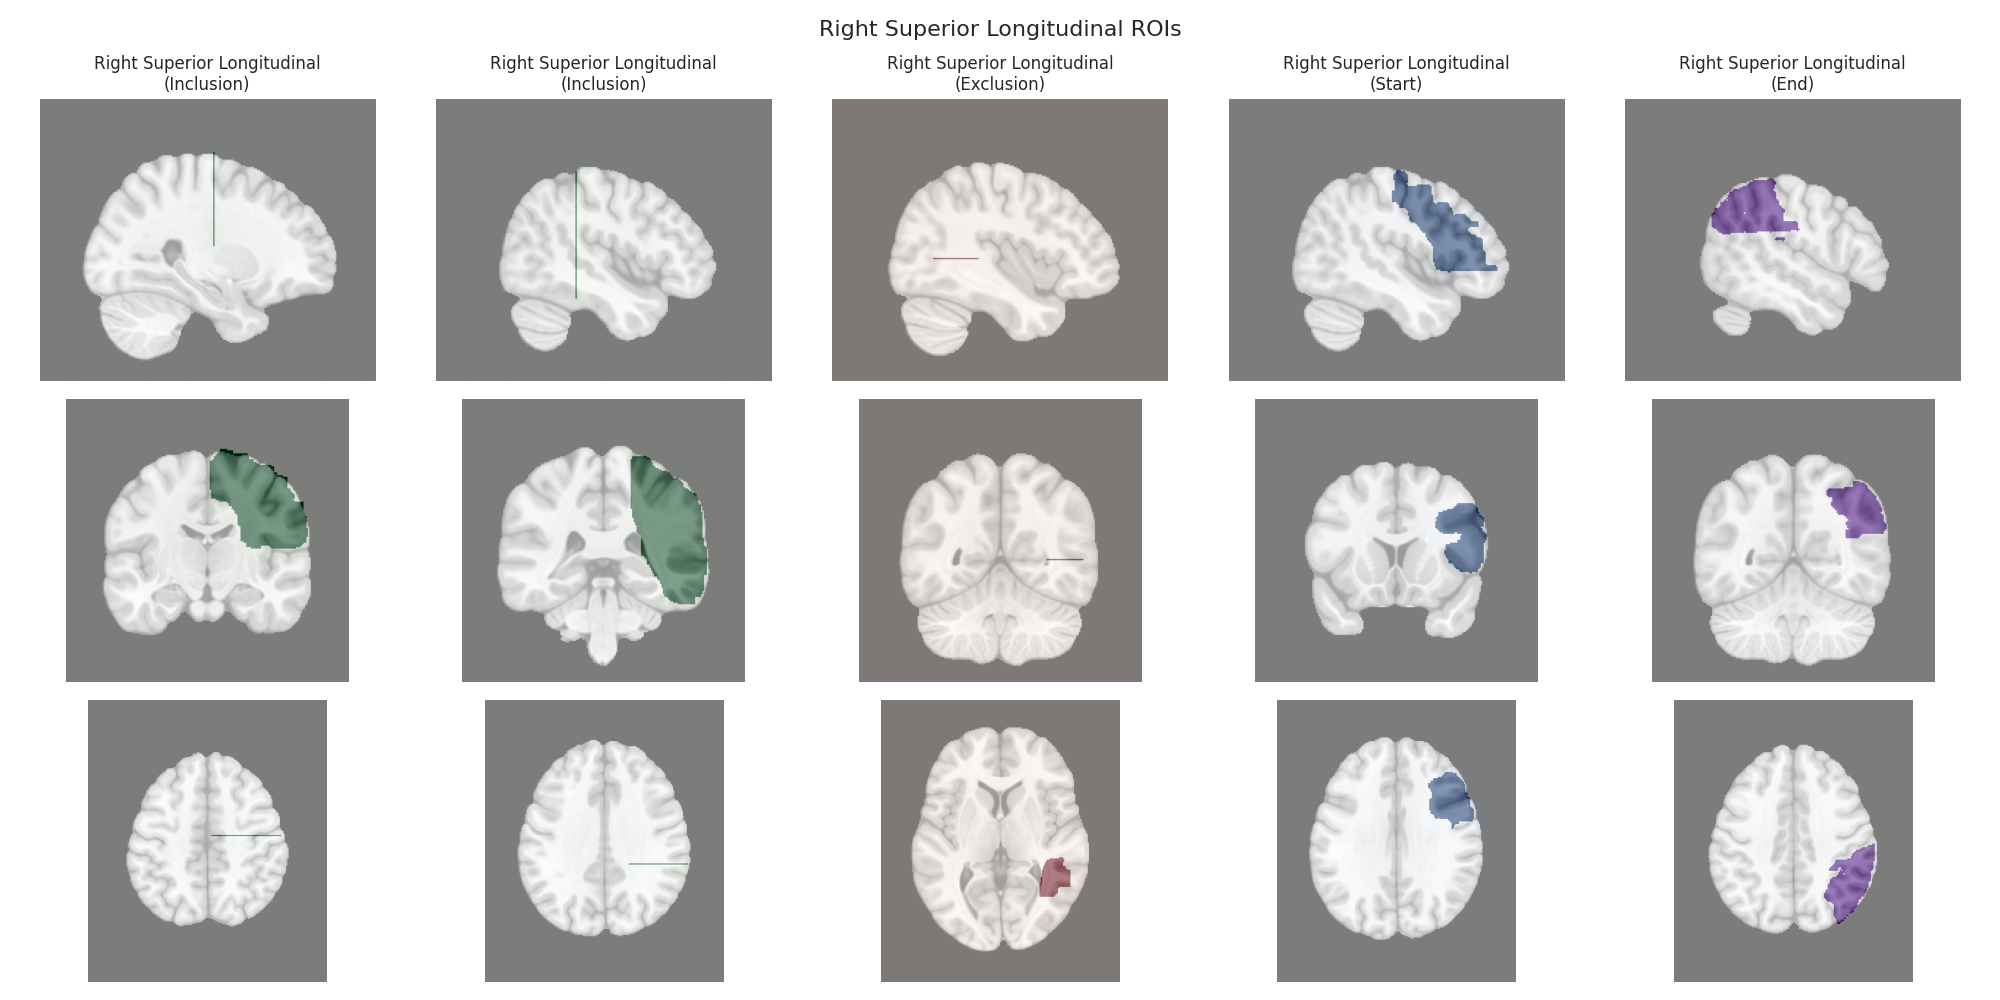 Right Superior Longitudinal ROIs
Right Superior Longitudinal
(Inclusion)
Right Superior Longitudinal
(Inclusion)
Right Superior Longitudinal
(Exclusion)
Right Superior Longitudinal
(Start)
Right Superior Longitudinal
(End)